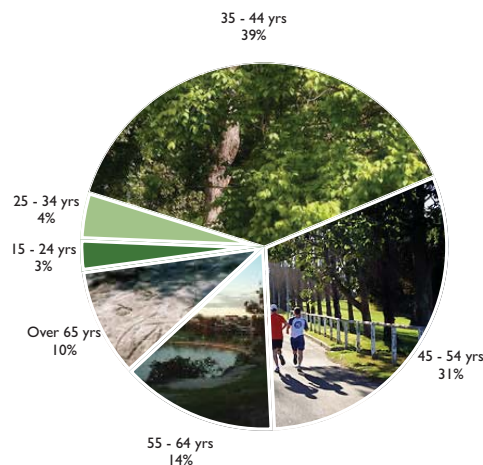 35 - 44 yrs
39%
25 - 34 yrs
4%
15 - 24 yrs
3%
Over 65 yrs
10%
45 - 54 yrs
31%
55 - 64 yrs
14%